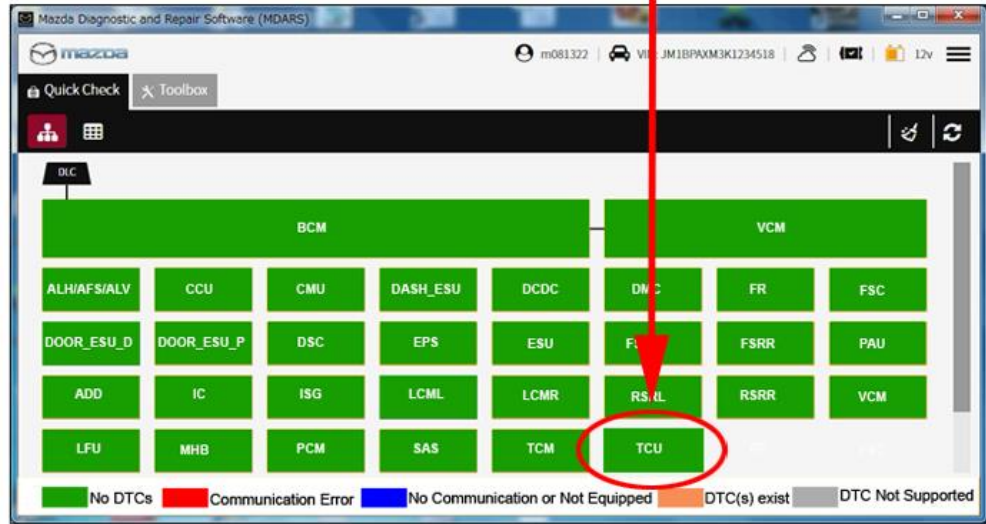 Mazda Diagnostic and Repair Software (MDARS)
mazda m081322 VIN: JM1BPAXM3K1234518 12v
Quick Check Toolbox
DLC
BCM VCM
ALH/AFS/ALV CCU CMU DASH_ESU DCDC DMC FR FSC
DOOR_ESU_D DOOR_ESU_P DSC EPS ESU FSRR PAU
ADD IC ISG LCML LCMR RSRL RSRR VCM
LFU MHB PCM SAS TCM TCU
No DTCs Communication Error No Communication or Not Equipped DTC(s) exist DTC Not Supported